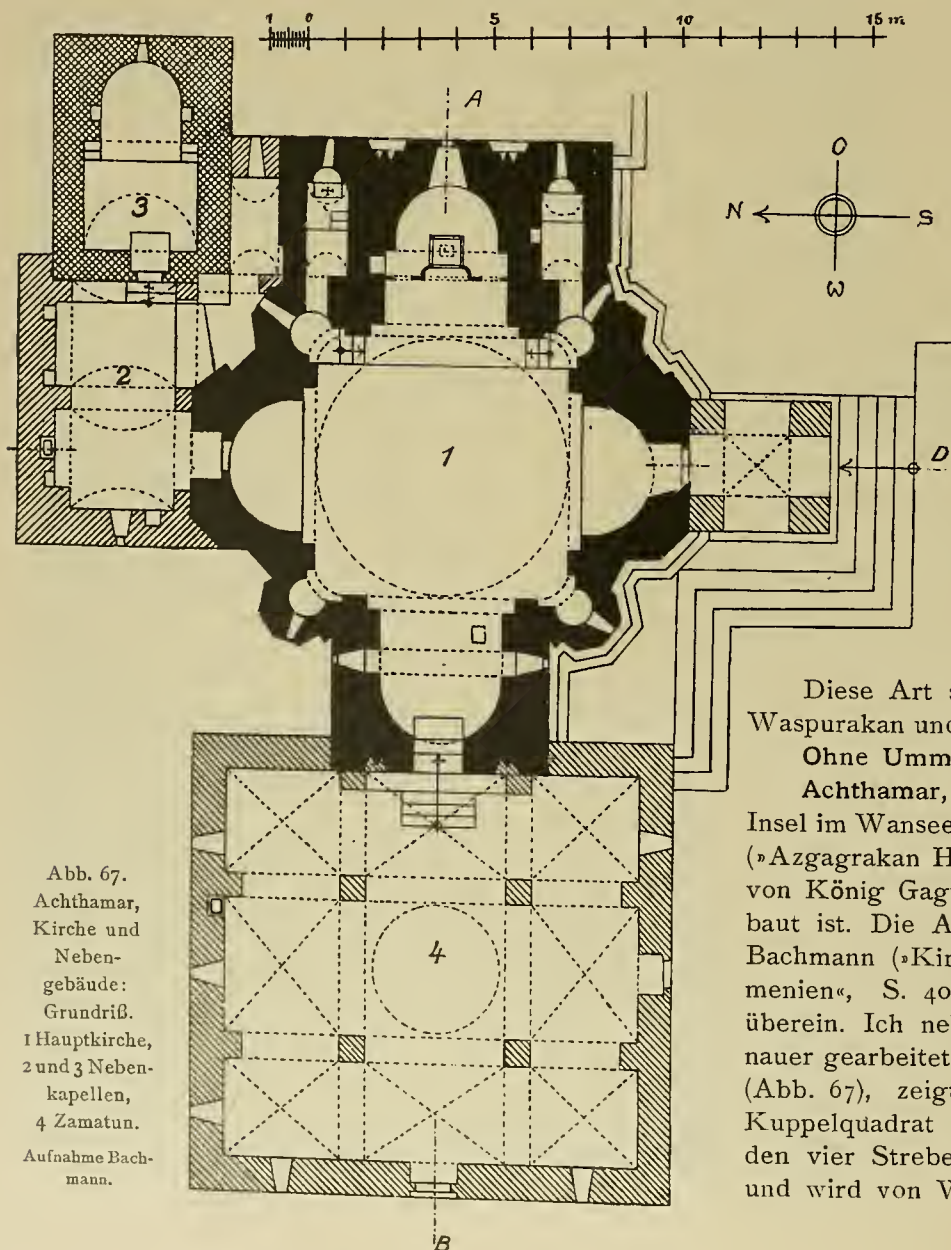 1 0 5 10 15 m
A
O
N S
W
3
2
1
D
4
B
Abb. 67.
Achthamar,
Kirche und
Neben-
gebäude:
Grundriß.
1 Hauptkirche,
2 und 3 Neben-
kapellen,
4 Zamatun.
Aufnahme Bach-
mann.
Diese Art
Waspurakan und
Ohne Umm
Achthamar,
Insel im Wansee
(»Azgagrakan H
von König Gag
baut ist. Die A
Bachmann (»Kir
menien«, S. 40
überein. Ich ne
nauer gearbeitet
(Abb. 67), zeig
Kuppelquadrat
den vier Strebe
und wird von V